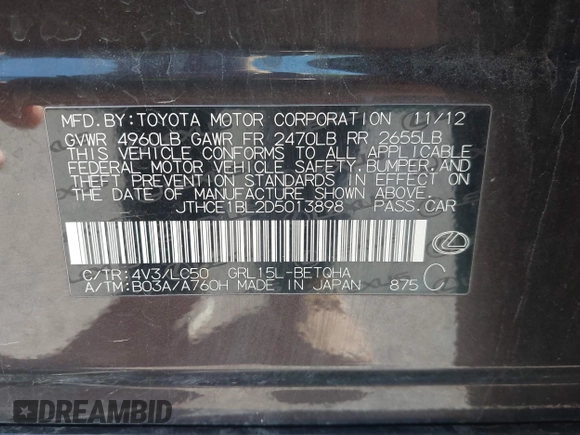 MFD.BY:TOYOTA MOTOR CORPORATION 11/12
GVWR 4960LB GAWR FR 2470LB RR 2655LB
THIS VEHICLE CONFORMS TO ALL APPLICABLE
FEDERAL MOTOR VEHICLE SAFETY,BUMPER,AND
THEFT PREVENTION STANDARDS IN EFFECT ON
THE DATE OF MANUFACTURE SHOWN ABOVE.
JTHCE1BL2D5013898 PASS.CAR
C/TR:4V3/LC50 GRL15L-BETQHA
A/TM:B03A/A760H MADE IN JAPAN 875 C
DREAMBID